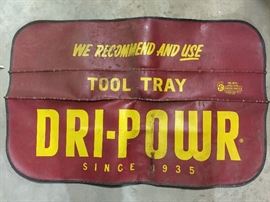 WE RECOMMEND AND USE
TOOL TRAY
DRI-POWR
SINCE 1935